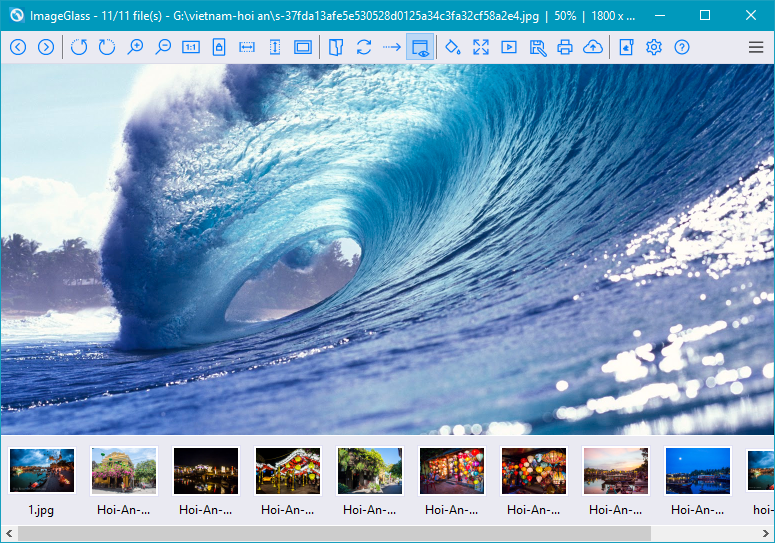 ImageGlass - 11/11 file(s) - G:\vietnam-hoi an\s-37fda13afe5e530528d0125a34c3fa32cf58a2e4.jpg | 50% | 1800 x ...
1:1
1.jpg Hoi-An-... Hoi-An-... Hoi-An-... Hoi-An-... Hoi-An-... Hoi-An-... Hoi-An-... Hoi-An-... hoi-